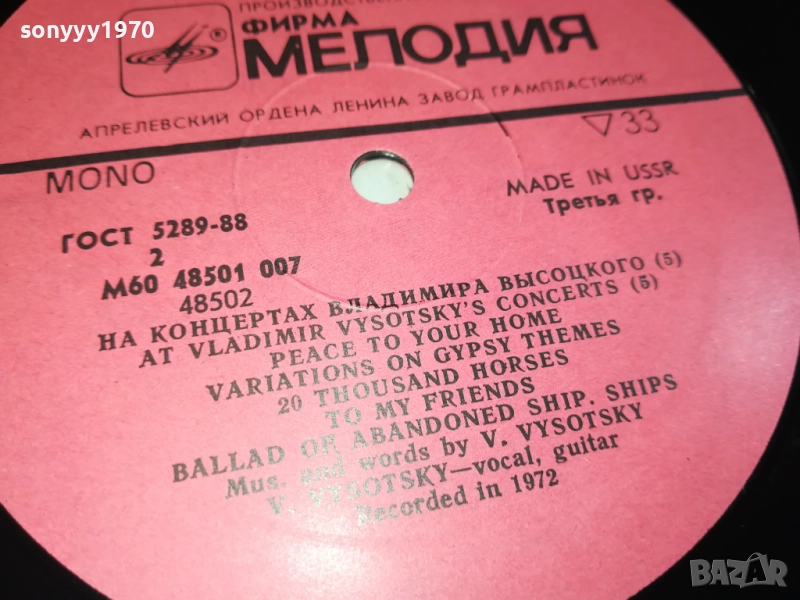 sonyyy1970
ПРОИЗВОДСТВЕНН
ФИРМА
МЕЛОДИЯ
АПРЕЛЕВСКИЙ ОРДЕНА ЛЕНИНА ЗАВОД ГРАМПЛАСТИНОК
MONO
▽33
ГОСТ 5289-88
MADE IN USSR
2
Третья гр.
М60 48501 007
48502
НА КОНЦЕРТАХ ВЛАДИМИРА ВЫСОЦКОГО (5)
AT VLADIMIR VYSOTSKY'S CONCERTS (5)
PEACE TO YOUR HOME
VARIATIONS ON GYPSY THEMES
20 THOUSAND HORSES
TO MY FRIENDS
BALLAD OF ABANDONED SHIP. SHIPS
Mus. and words by V. VYSOTSKY
V. VYSOTSKY—vocal, guitar
Recorded in 1972
BAZAR